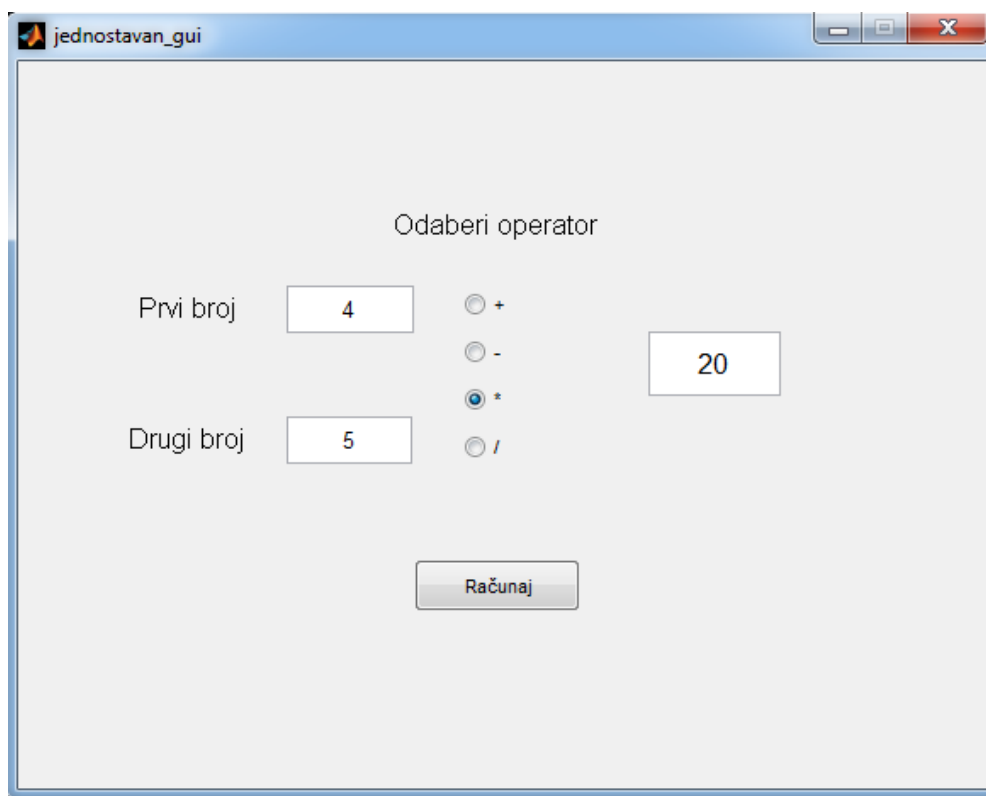 jednostavan_gui
Odaberi operator
Prvi broj
4
+
-
20
*
Drugi broj
5
/
Računaj